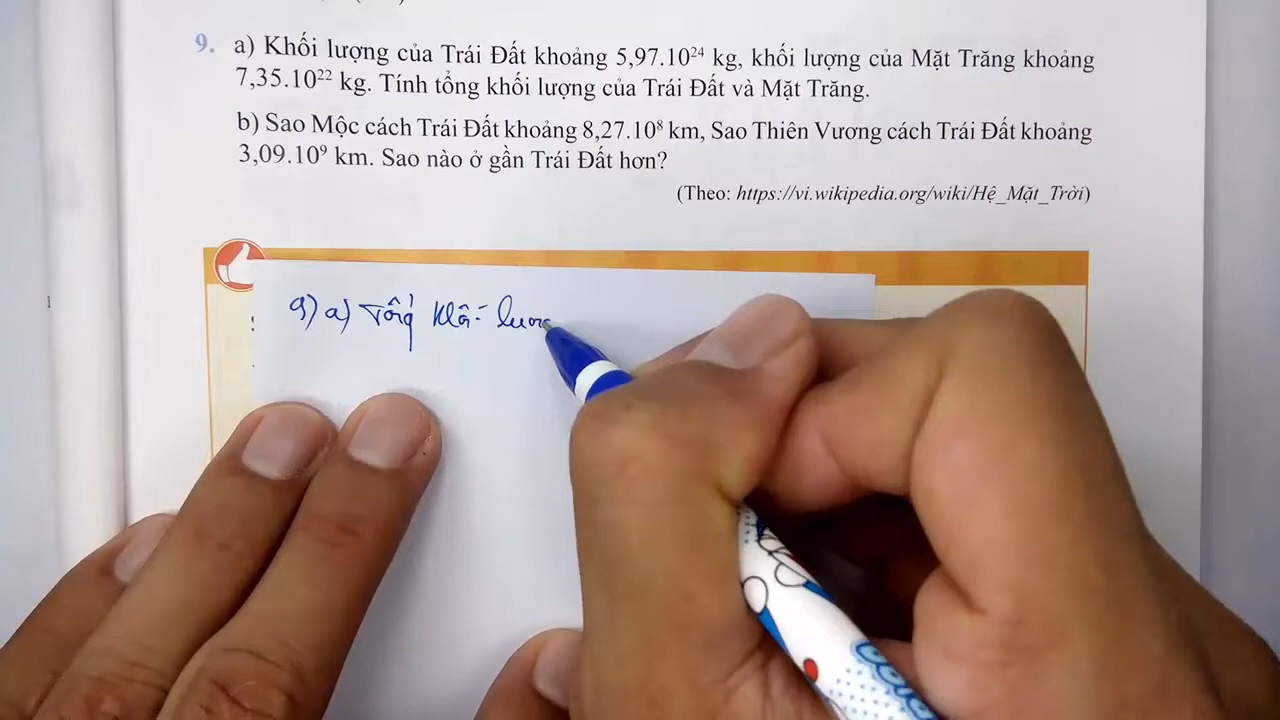 9. a) Khối lượng của Trái Đất khoảng 5,97.10²⁴ kg, khối lượng của Mặt Trăng khoảng
7,35.10²² kg. Tính tổng khối lượng của Trái Đất và Mặt Trăng.
b) Sao Mộc cách Trái Đất khoảng 8,27.10⁸ km, Sao Thiên Vương cách Trái Đất khoảng
3,09.10⁹ km. Sao nào ở gần Trái Đất hơn?
(Theo: https://vi.wikipedia.org/wiki/Hệ_Mặt_Trời)
9) a) Tổng khối lượng